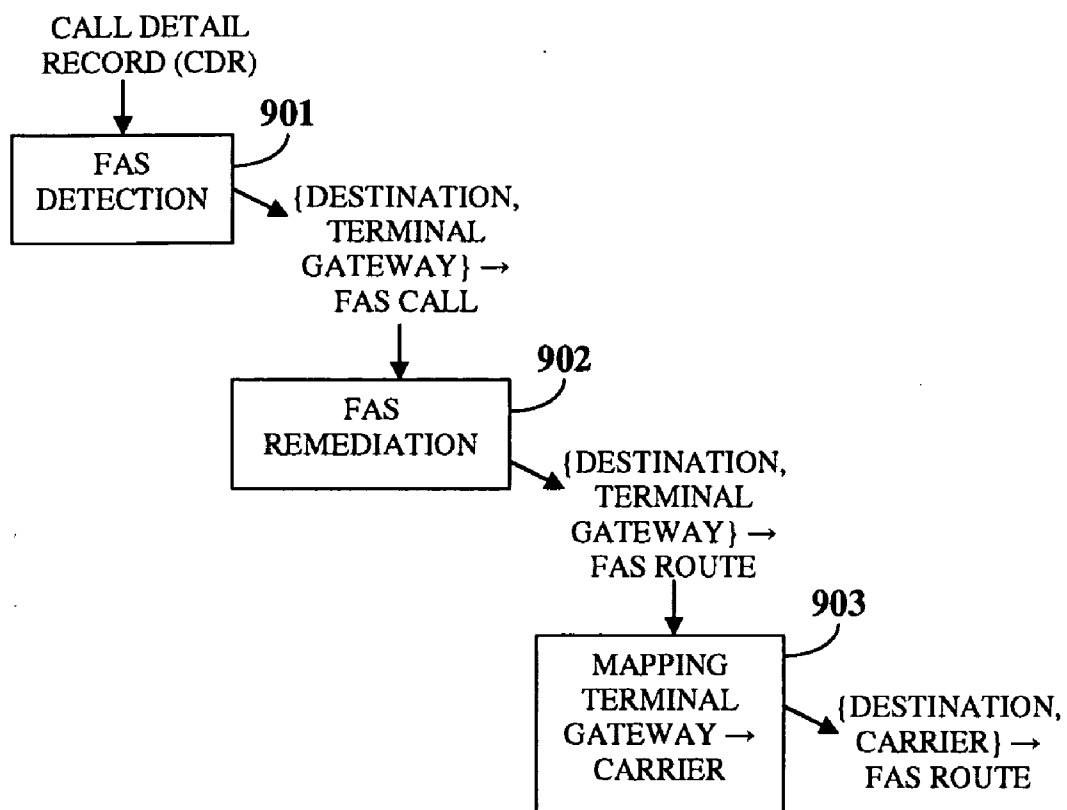 CALL DETAIL
RECORD (CDR)
901
FAS
DETECTION
{DESTINATION,
TERMINAL
GATEWAY} →
FAS CALL
902
FAS
REMEDIATION
{DESTINATION,
TERMINAL
GATEWAY} →
FAS ROUTE
903
MAPPING
TERMINAL
GATEWAY →
CARRIER
{DESTINATION,
CARRIER} →
FAS ROUTE